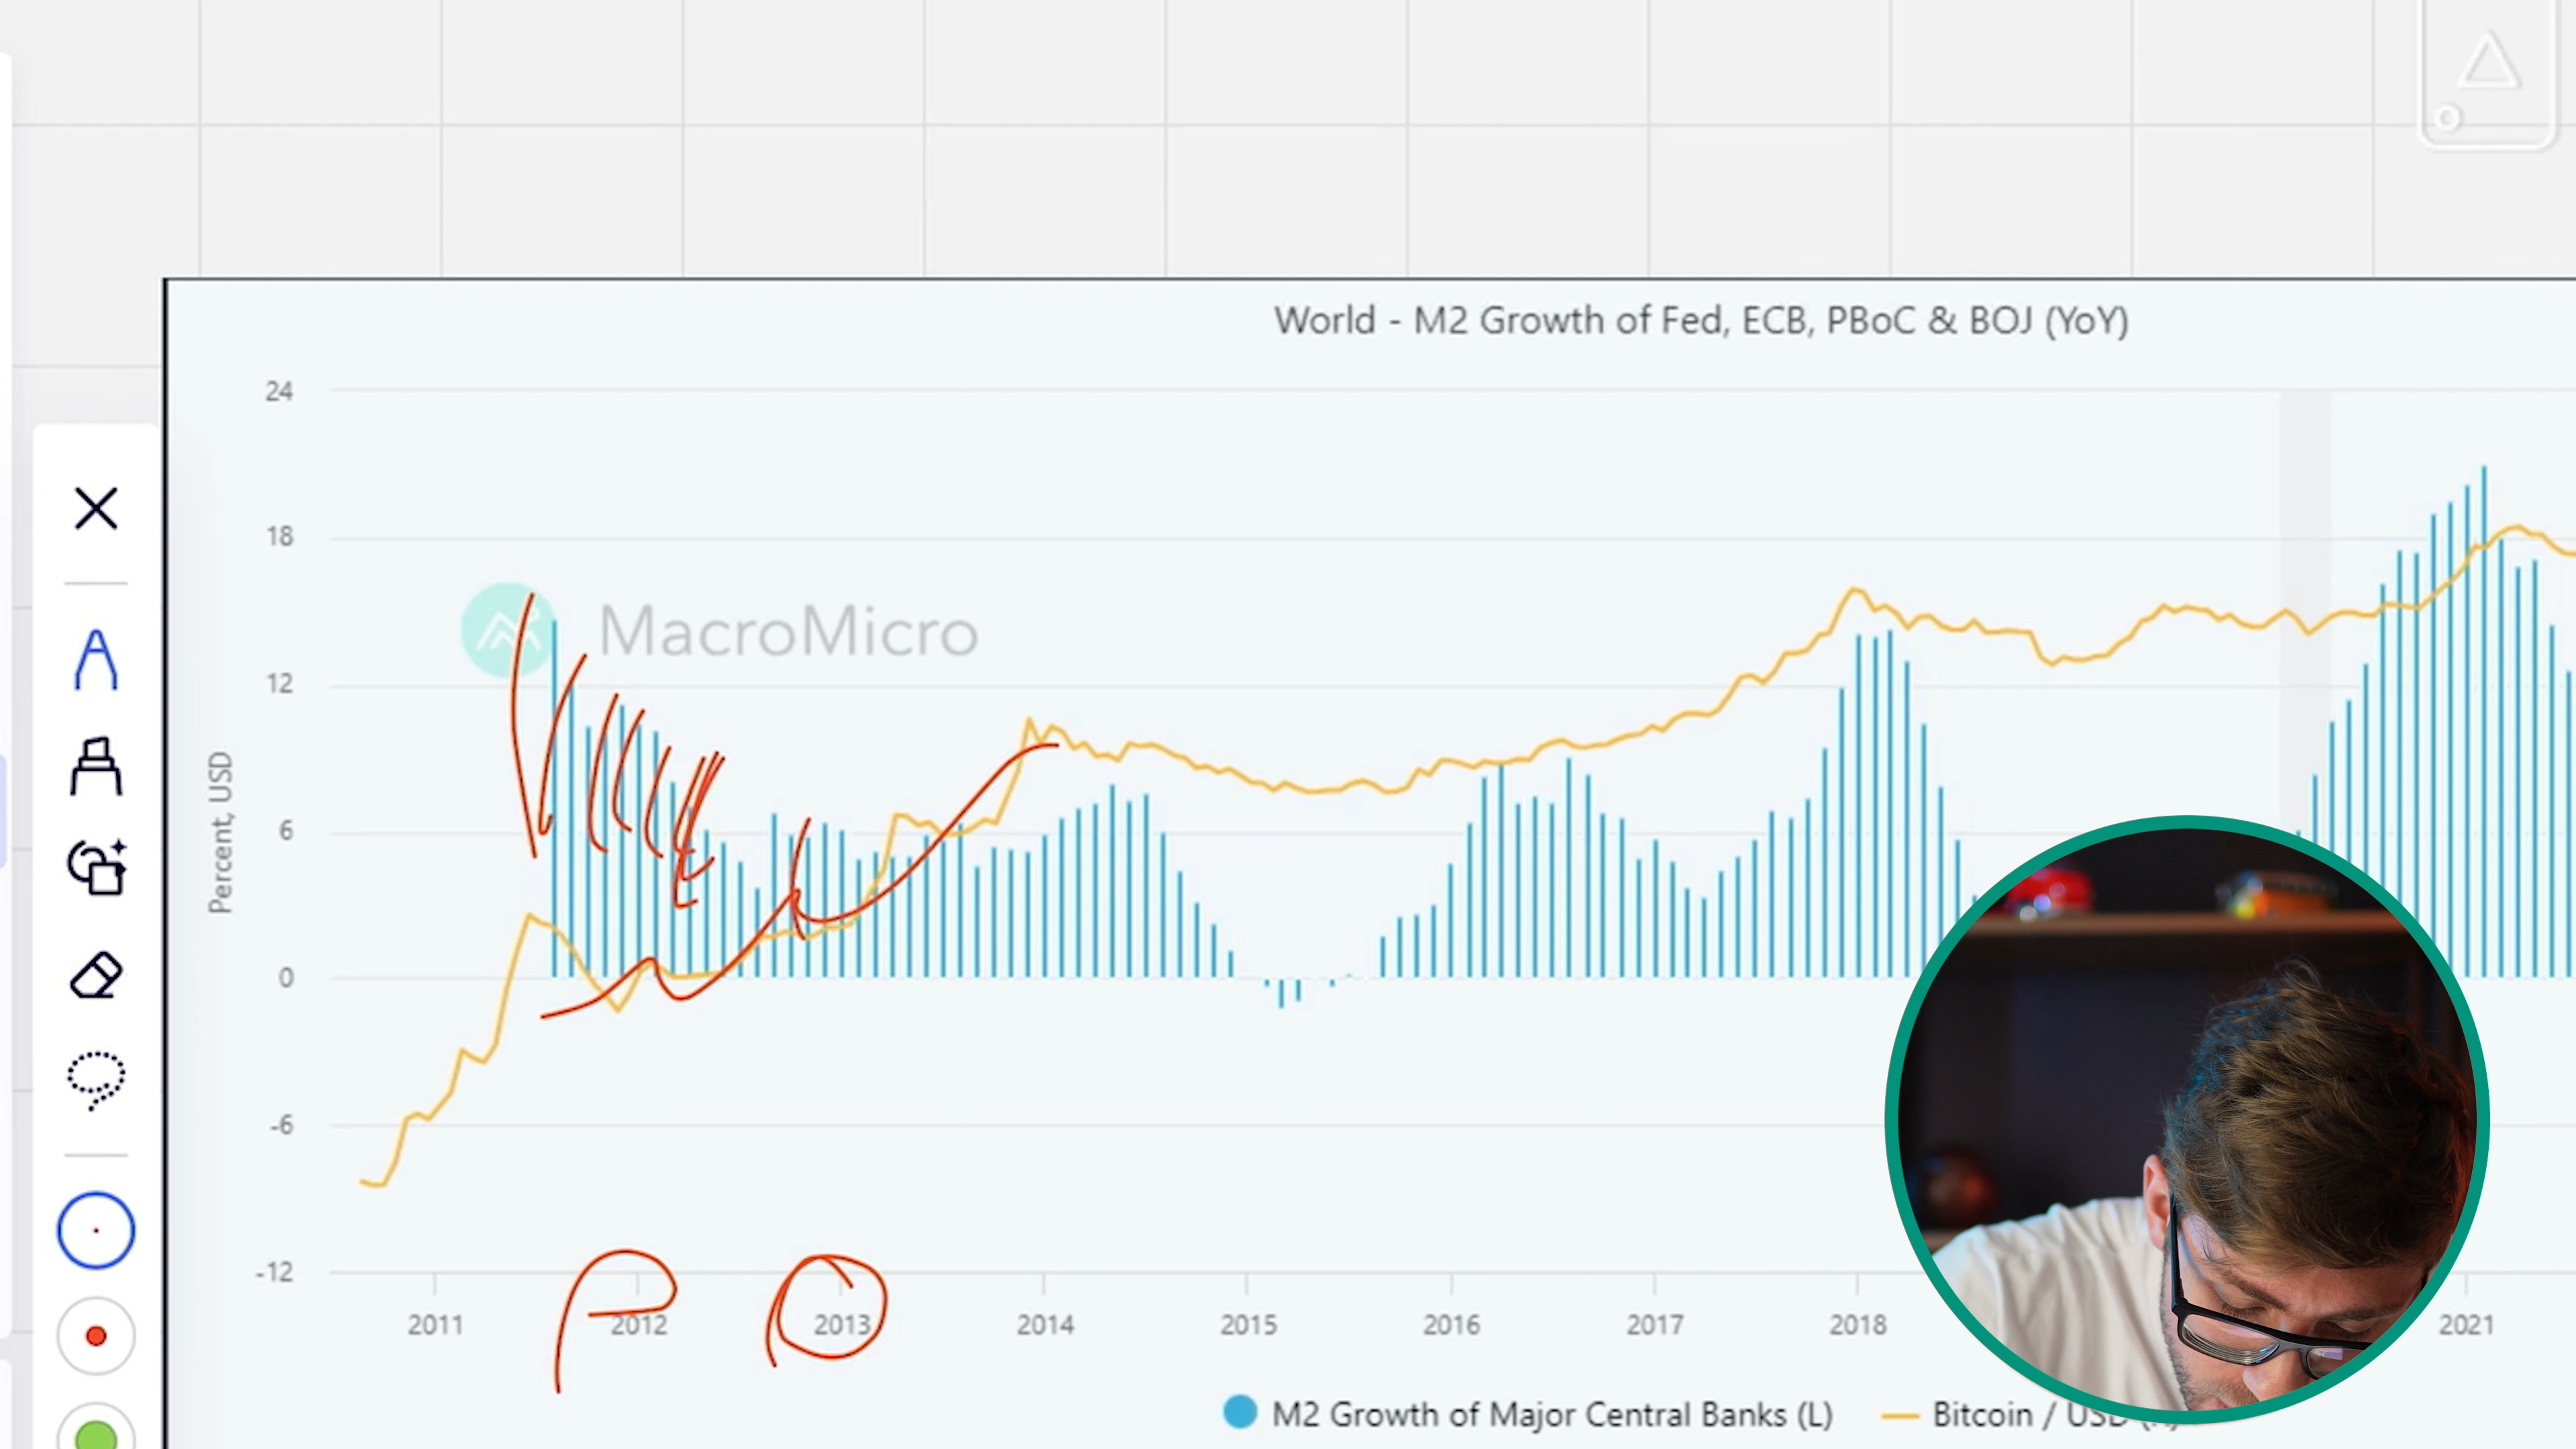 World - M2 Growth of Fed, ECB, PBoC & BOJ (YoY)
24
18
12
6
0
-6
-12
Percent, USD
MacroMicro
P O
2011 2012 2013 2014 2015 2016 2017 2018 2021
M2 Growth of Major Central Banks (L) Bitcoin / USD